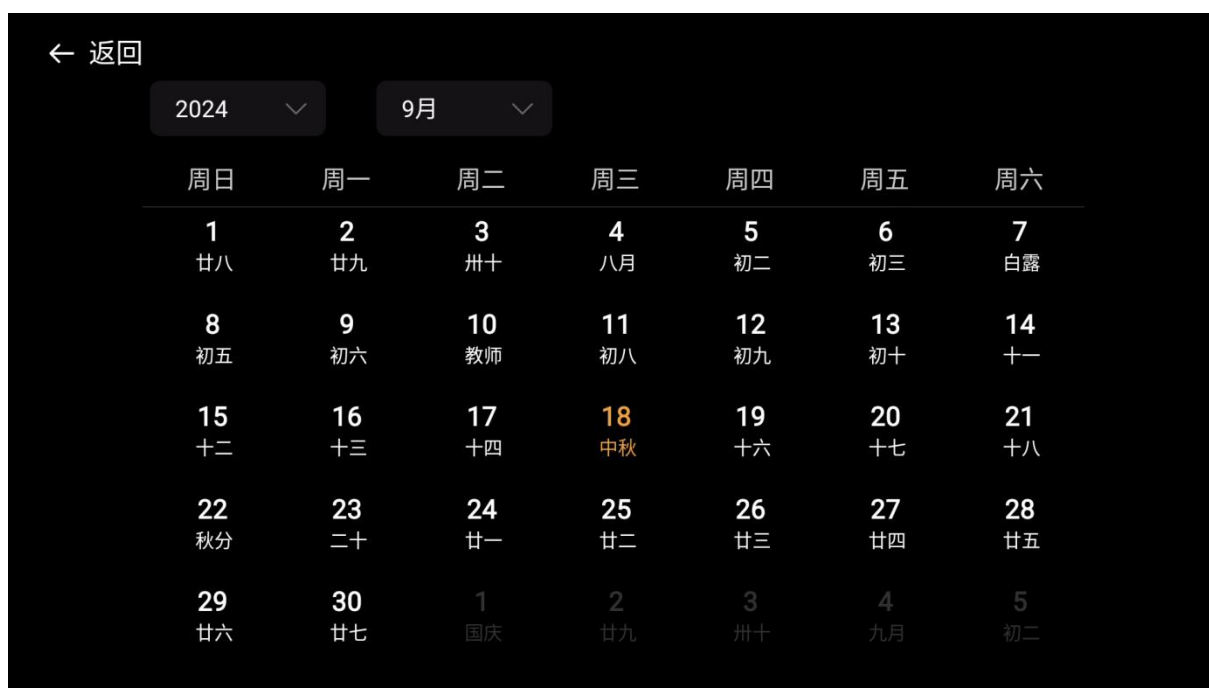 返回
2024 9月
周日 周一 周二 周三 周四 周五 周六
1 2 3 4 5 6 7
廿八 廿九 卅十 八月 初二 初三 白露
8 9 10 11 12 13 14
初五 初六 教师 初八 初九 初十 十一
15 16 17 18 19 20 21
十二 十三 十四 中秋 十六 十七 十八
22 23 24 25 26 27 28
秋分 二十 廿一 廿二 廿三 廿四 廿五
29 30 1 2 3 4 5
廿六 廿七 国庆 廿九 卅十 九月 初二